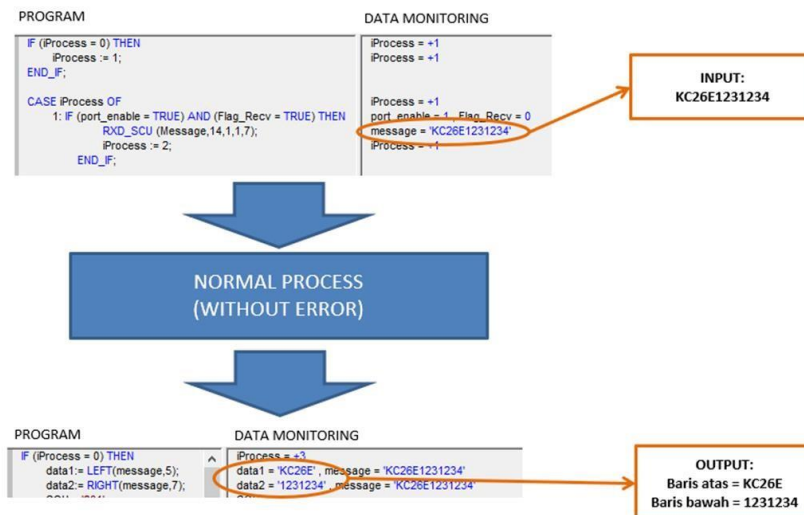 PROGRAM
DATA MONITORING
IF (iProcess = 0) THEN
iProcess := 1;
END_IF;
CASE iProcess OF
1: IF (port_enable = TRUE) AND (Flag_Recv = TRUE) THEN
RXD_SCU (Message,14,1,1,7);
iProcess := 2;
END_IF;
iProcess = +1
iProcess = +1
iProcess = +1
port_enable = 1 , Flag_Recv = 0
message = 'KC26E1231234'
iProcess = +1
INPUT:
KC26E1231234
NORMAL PROCESS
(WITHOUT ERROR)
PROGRAM
DATA MONITORING
IF (iProcess = 0) THEN
data1:= LEFT(message,5);
data2:= RIGHT(message,7);
iProcess = +3
data1 = 'KC26E' , message = 'KC26E1231234'
data2 = '1231234' , message = 'KC26E1231234'
OUTPUT:
Baris atas = KC26E
Baris bawah = 1231234